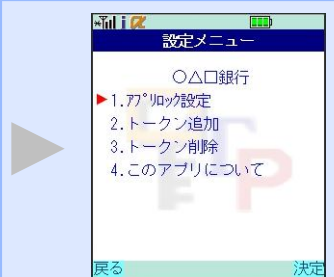 設定メニュー
○△□銀行
1.ｱﾌﾟﾘﾛｯｸ設定
2.トークン追加
3.トークン削除
4.このアプリについて
戻る 決定